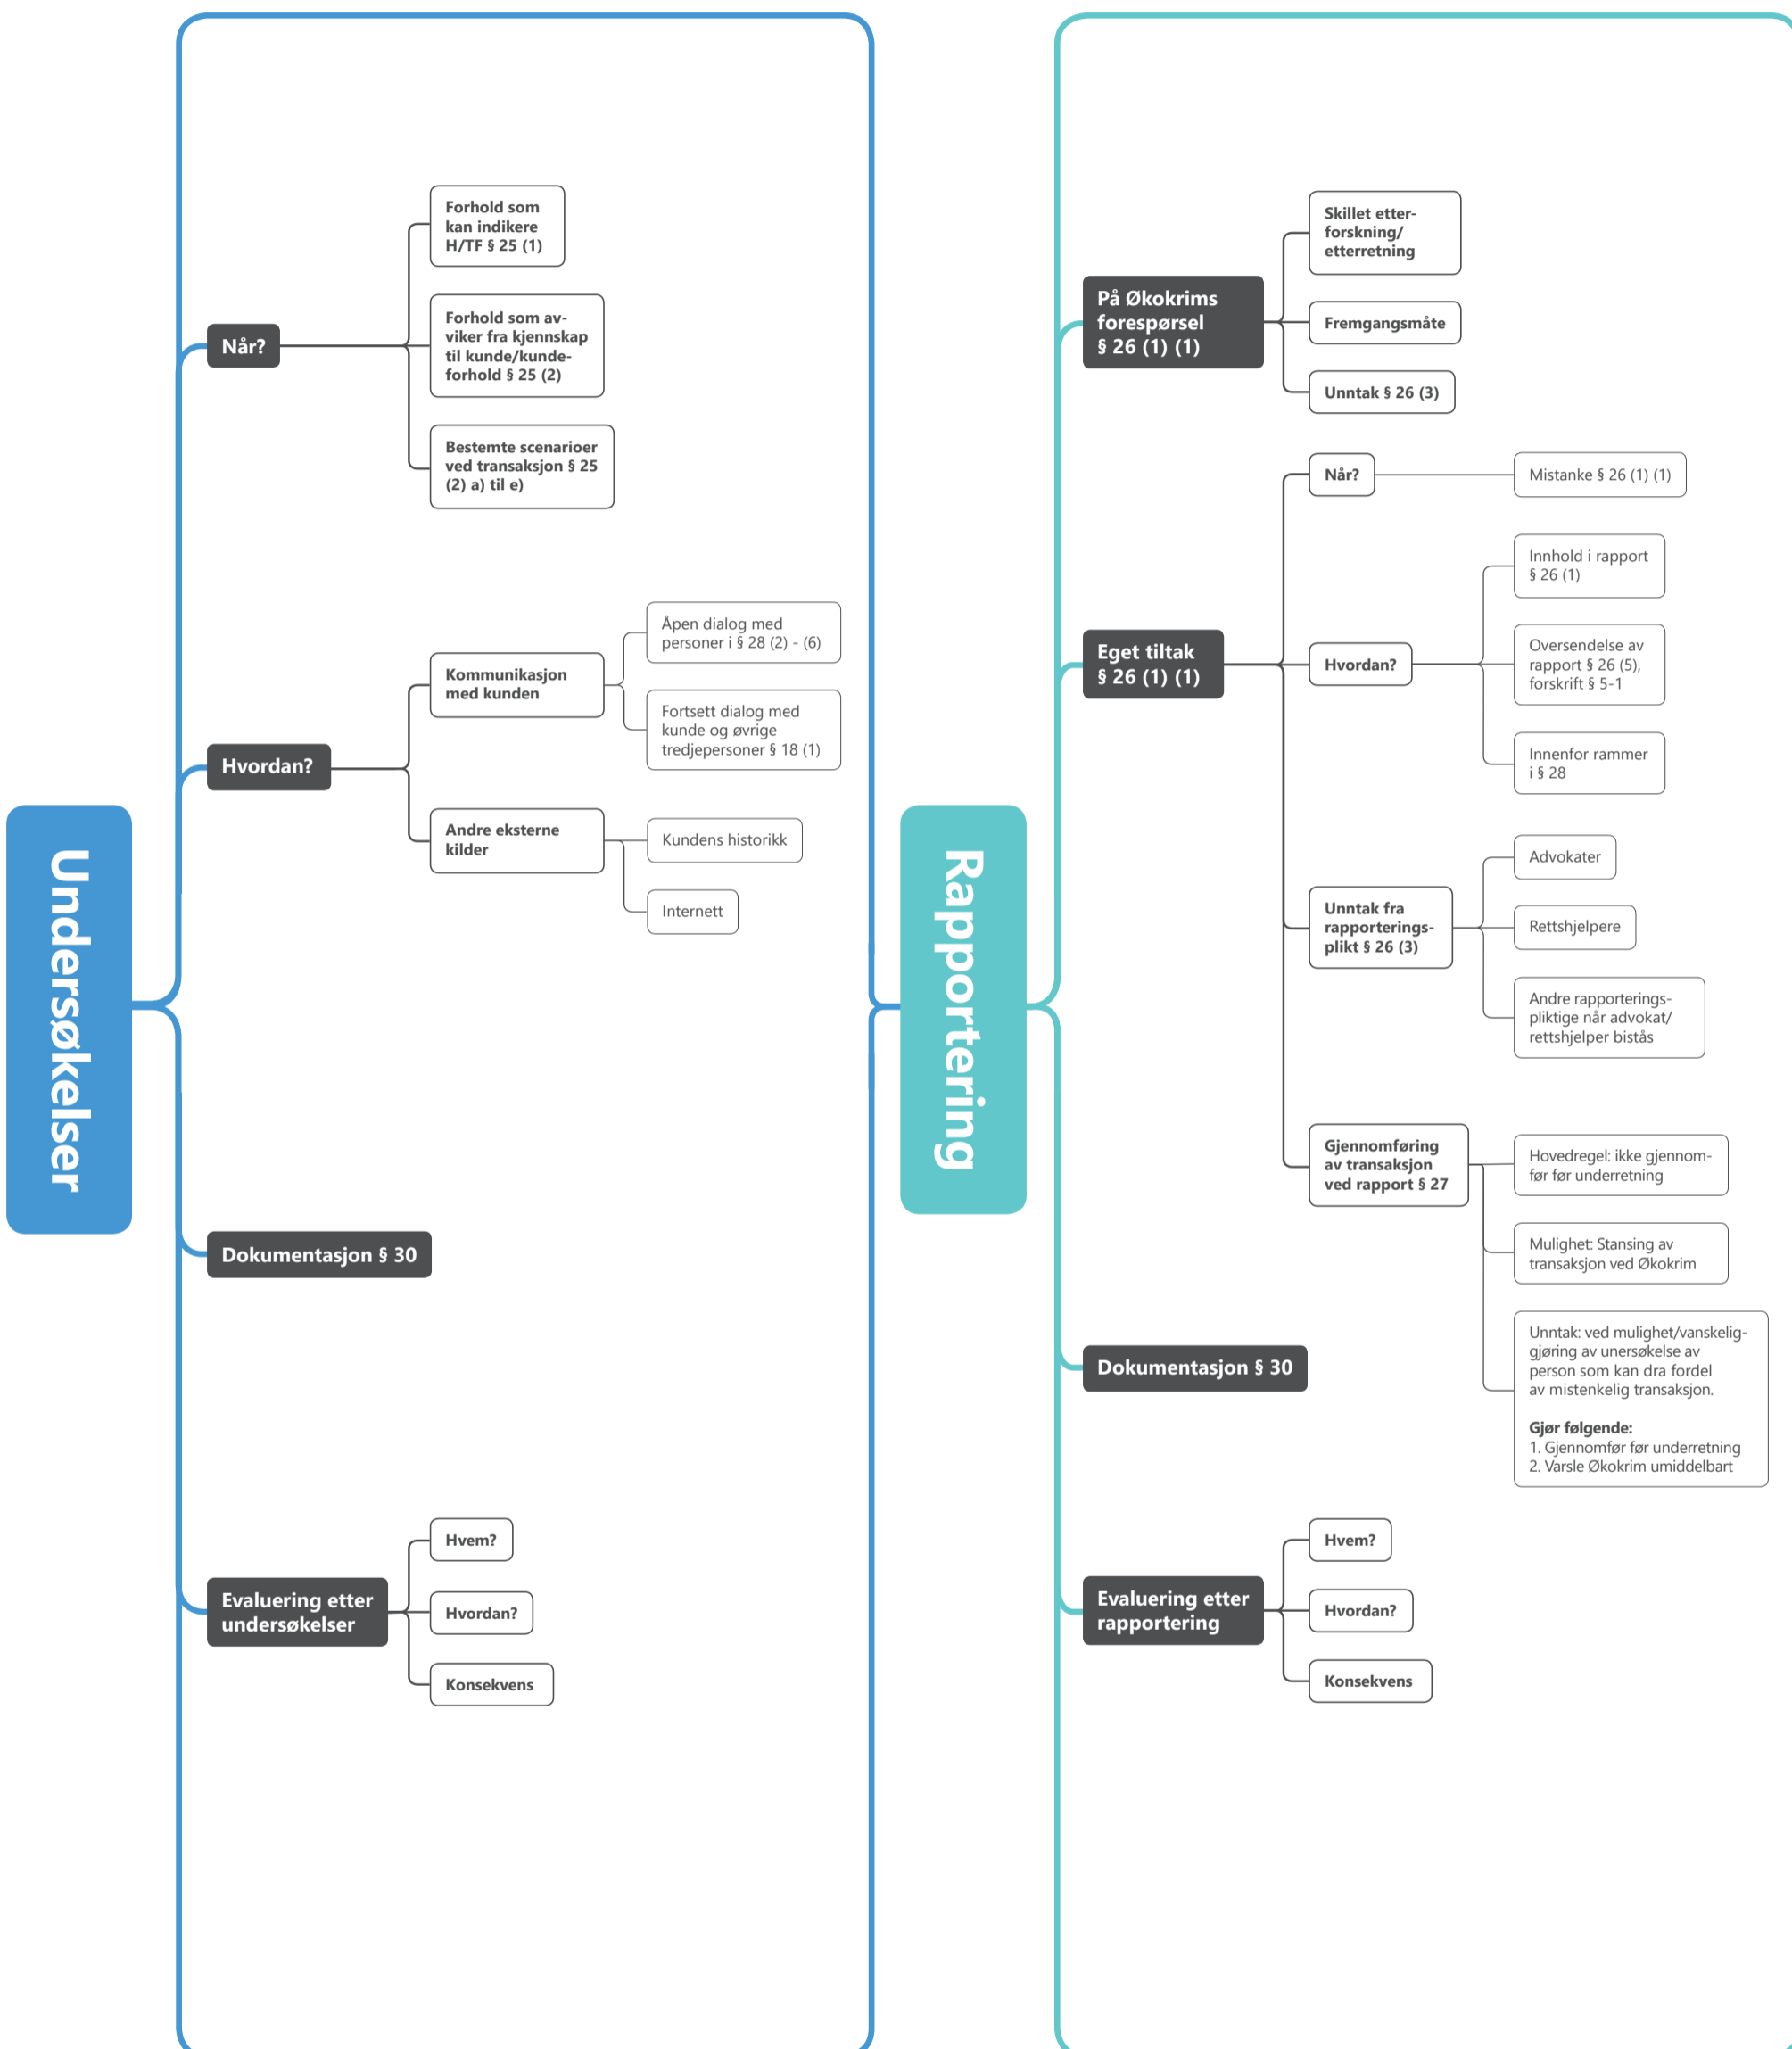 Undersøkelser
Når?
Forhold som
kan indikere
H/TF § 25 (1)
Forhold som av-
viker fra kjennskap
til kunde/kunde-
forhold § 25 (2)
Bestemte scenarioer
ved transaksjon § 25
(2) a) til e)
Hvordan?
Kommunikasjon
med kunden
Åpen dialog med
personer i § 28 (2) - (6)
Fortsett dialog med
kunde og øvrige
tredjepersoner § 18 (1)
Andre eksterne
kilder
Kundens historikk
Internett
Dokumentasjon § 30
Evaluering etter
undersøkelser
Hvem?
Hvordan?
Konsekvens
Rapportering
På Økokrims
forespørsel
§ 26 (1) (1)
Skillet etter-
forskning/
etterretning
Fremgangsmåte
Unntak § 26 (3)
Eget tiltak
§ 26 (1) (1)
Når?
Mistanke § 26 (1) (1)
Hvordan?
Innhold i rapport
§ 26 (1)
Oversendelse av
rapport § 26 (5),
forskrift § 5-1
Innenfor rammer
i § 28
Unntak fra
rapporterings-
plikt § 26 (3)
Advokater
Rettshjelpere
Andre rapporterings-
pliktige når advokat/
rettshjelper bistås
Gjennomføring
av transaksjon
ved rapport § 27
Hovedregel: ikke gjennom-
før før underretning
Mulighet: Stansing av
transaksjon ved Økokrim
Unntak: ved mulighet/vanskelig-
gjøring av unersøkelse av
person som kan dra fordel
av mistenkelig transaksjon.
Gjør følgende:
1. Gjennomfør før underretning
2. Varsle Økokrim umiddelbart
Dokumentasjon § 30
Evaluering etter
rapportering
Hvem?
Hvordan?
Konsekvens